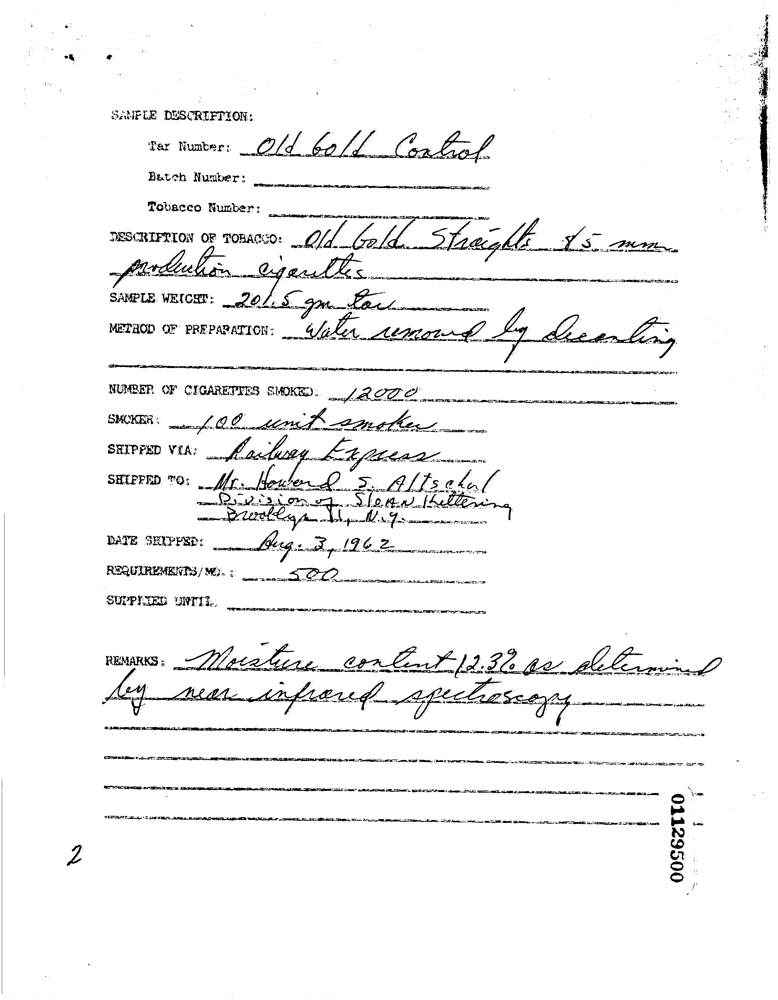 SAMPLE DESCRIPTION:
Tar Number: Old Gold Control
Batch Number:
Tobacco Number:
DESCRIPTION OF TOBACCO: Old Gold Straights 85 mm
production cigarettes
SAMPLE WEIGHT: 201.5 gm tar
METHOD OF PREPARATION: Water removed by decanting
NUMBER OF CIGARETTES SMOKED: 12000
SMOKER: 100 unit smoker
SHIPPED VIA: Railway Express
SHIPPED TO: Mr. Howard S. Altschul
Division of Sloan Kettering
Brooklyn 11, N.Y.
DATE SHIPPED: Aug. 3, 1962
REQUIREMENTS/MO.: 500
SUPPLIED UNTIL
REMARKS: Moisture content 12.3% as determined
by near infrared spectroscopy
01129500
2